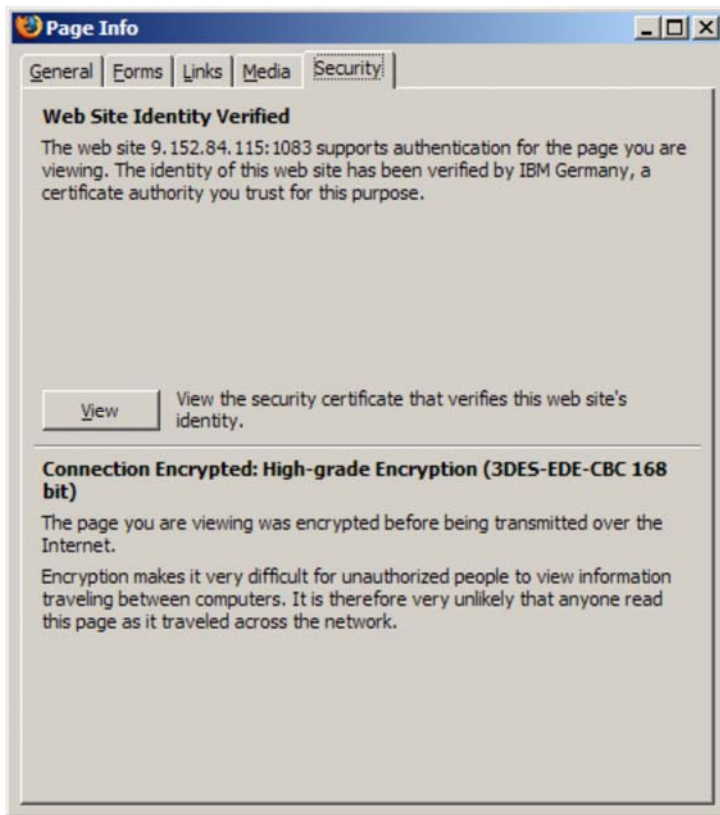 Page Info
General Forms Links Media Security
Web Site Identity Verified
The web site 9.152.84.115:1083 supports authentication for the page you are
viewing. The identity of this web site has been verified by IBM Germany, a
certificate authority you trust for this purpose.
View
View the security certificate that verifies this web site's
identity.
Connection Encrypted: High-grade Encryption (3DES-EDE-CBC 168
bit)
The page you are viewing was encrypted before being transmitted over the
Internet.
Encryption makes it very difficult for unauthorized people to view information
traveling between computers. It is therefore very unlikely that anyone read
this page as it traveled across the network.